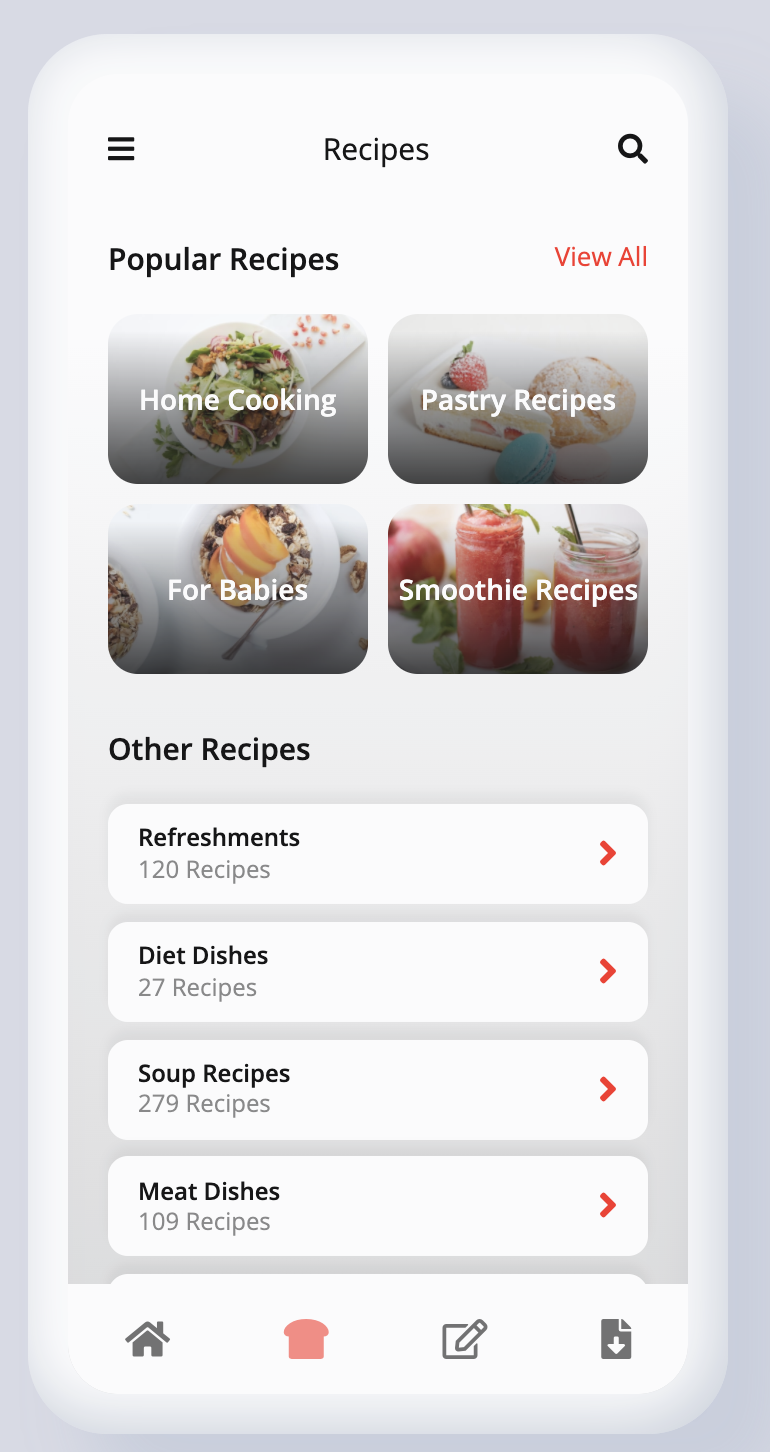 Recipes
Popular Recipes
View All
Home Cooking
Pastry Recipes
For Babies
Smoothie Recipes
Other Recipes
Refreshments
120 Recipes
Diet Dishes
27 Recipes
Soup Recipes
279 Recipes
Meat Dishes
109 Recipes